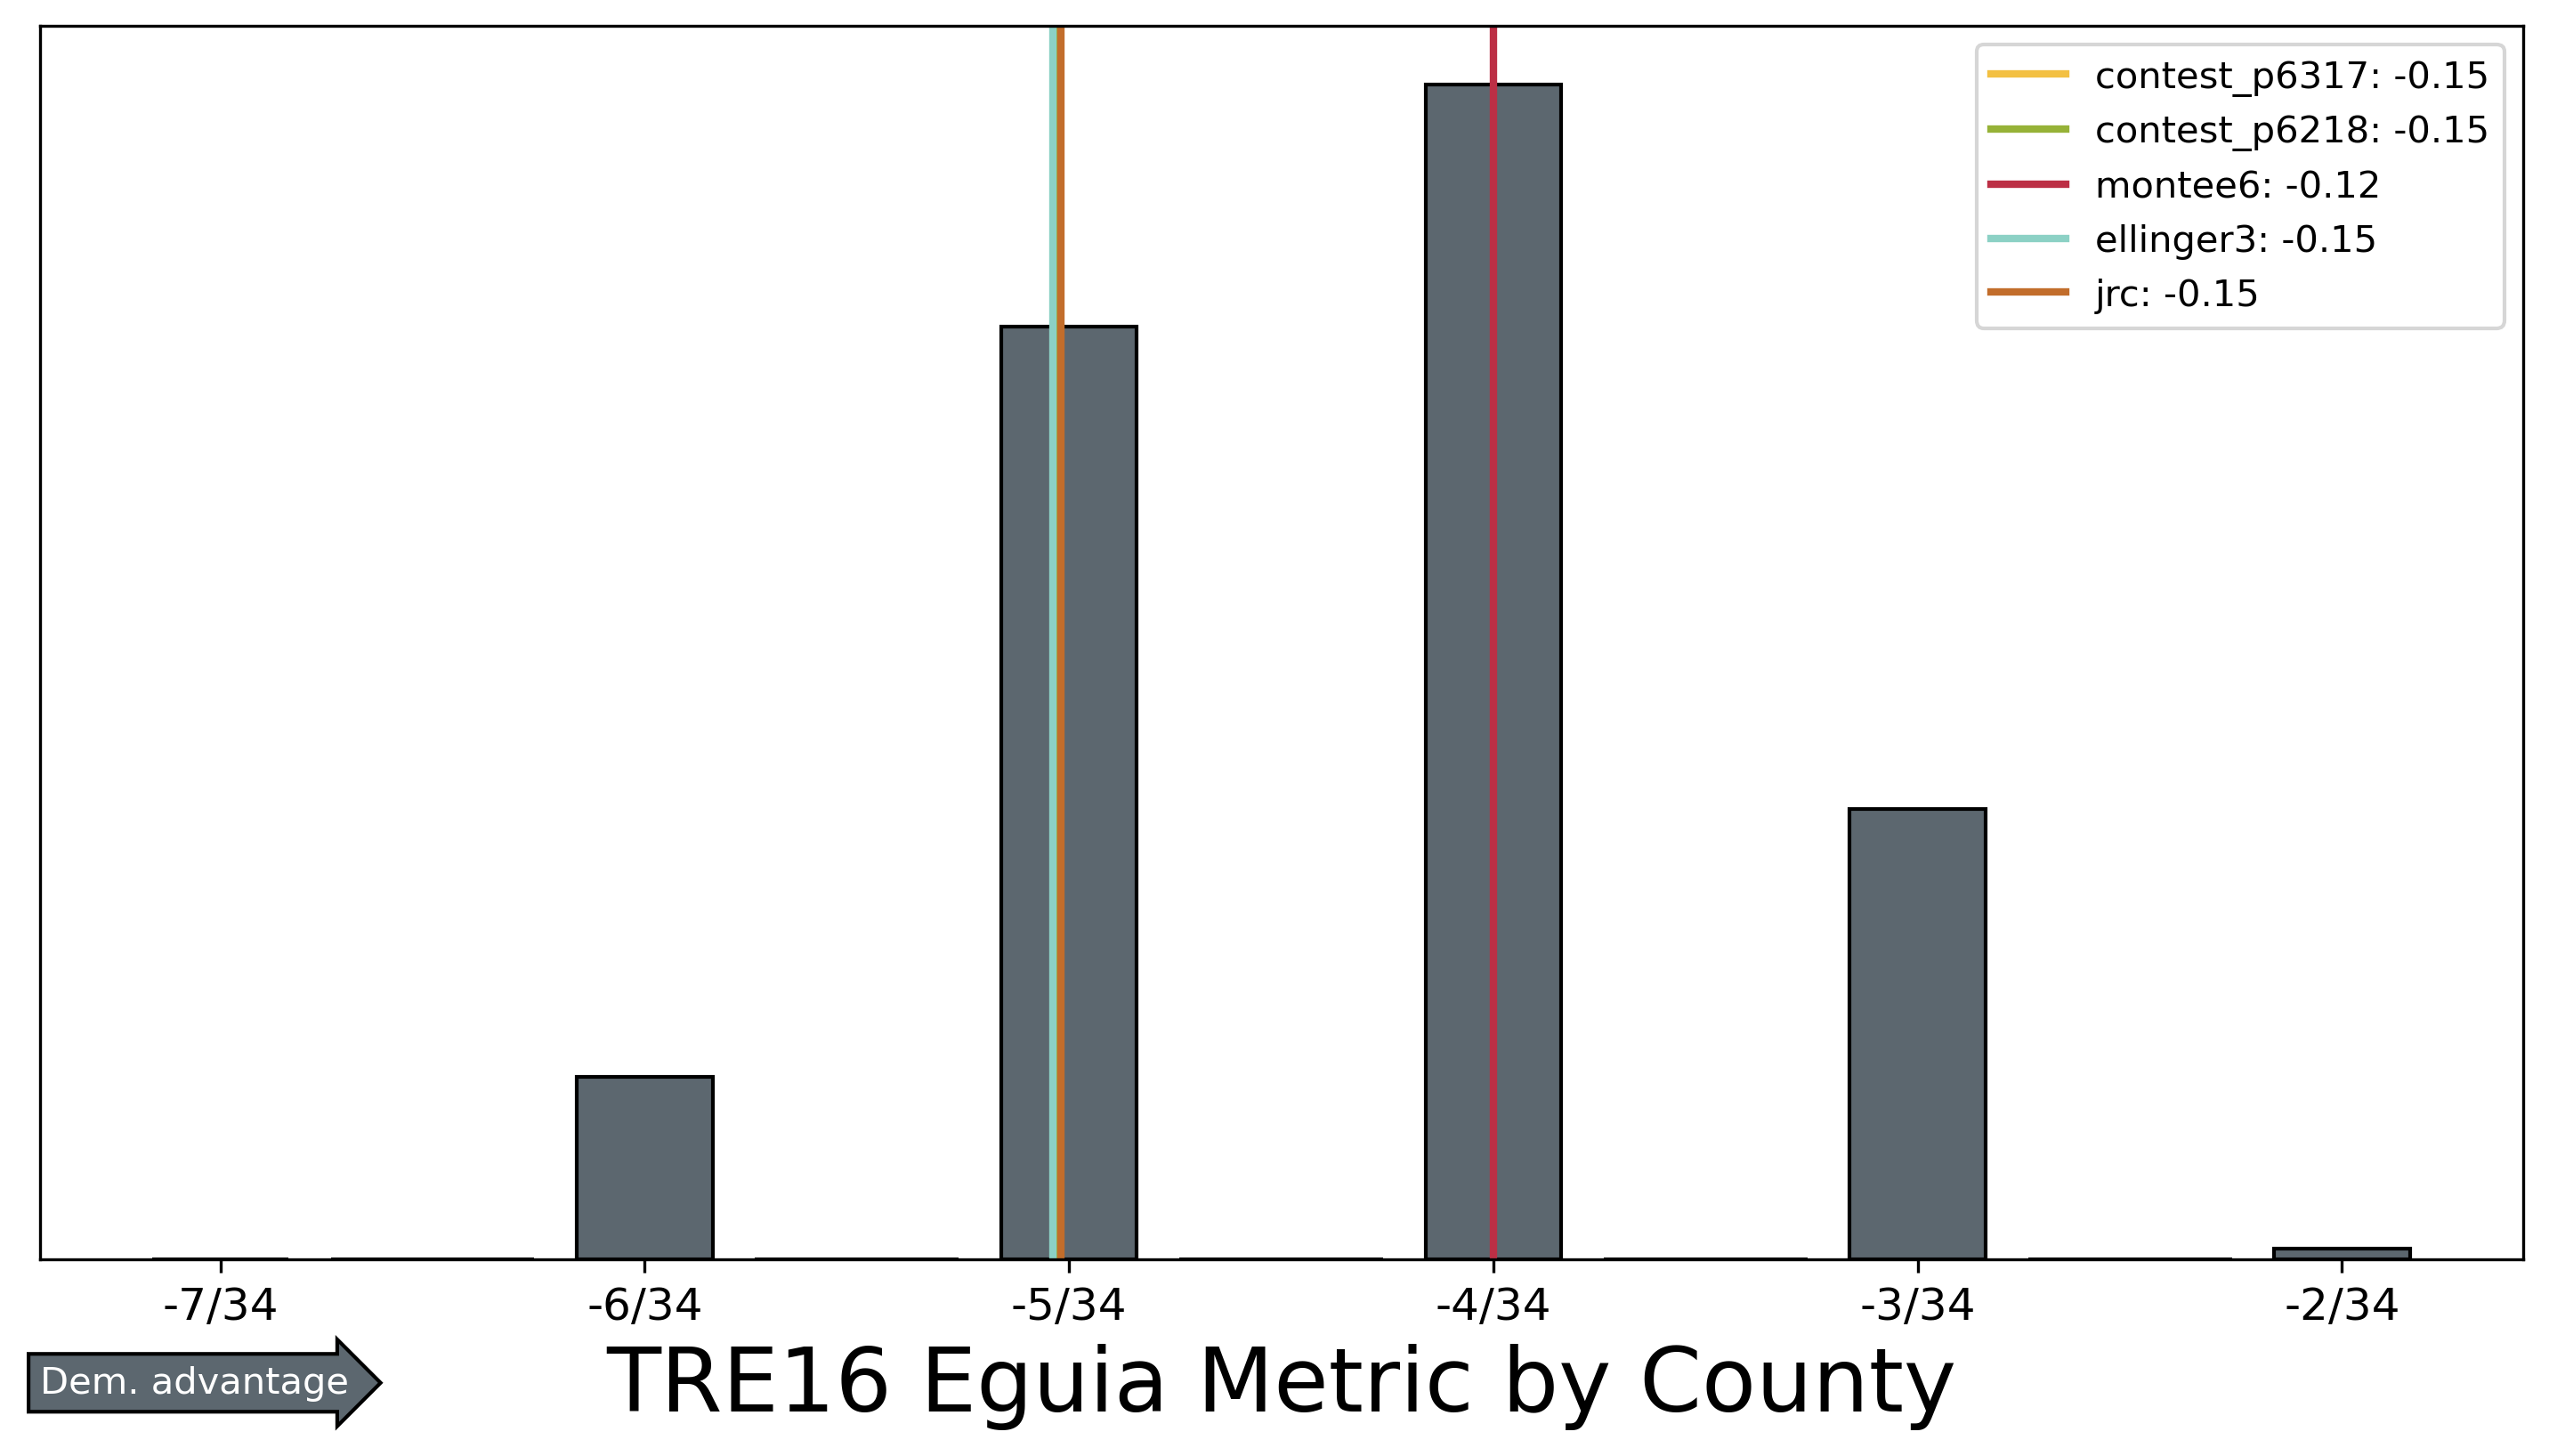 contest_p6317: -0.15
contest_p6218: -0.15
montee6: -0.12
ellinger3: -0.15
jrc: -0.15
-7/34 -6/34 -5/34 -4/34 -3/34 -2/34
Dem. advantage
TRE16 Eguia Metric by County